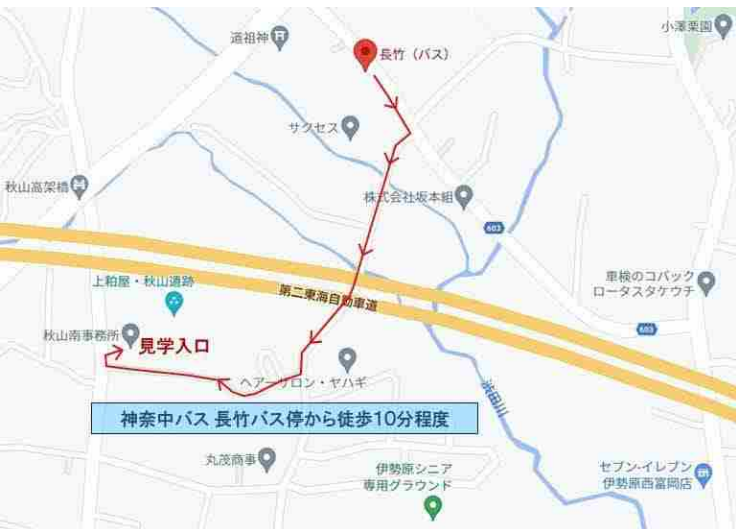 小澤栗園
道祖神
長竹（バス）
サクセス
秋山高架橋
株式会社坂本組
603
上粕屋・秋山遺跡
第二東海自動車道
車検のコバック
ロータスタケウチ
603
秋山南事務所
見学入口
ヘアーサロン・ヤハギ
渋田川
神奈中バス 長竹バス停から徒歩10分程度
丸茂商事
伊勢原シニア
専用グラウンド
セブン-イレブン
伊勢原西富岡店